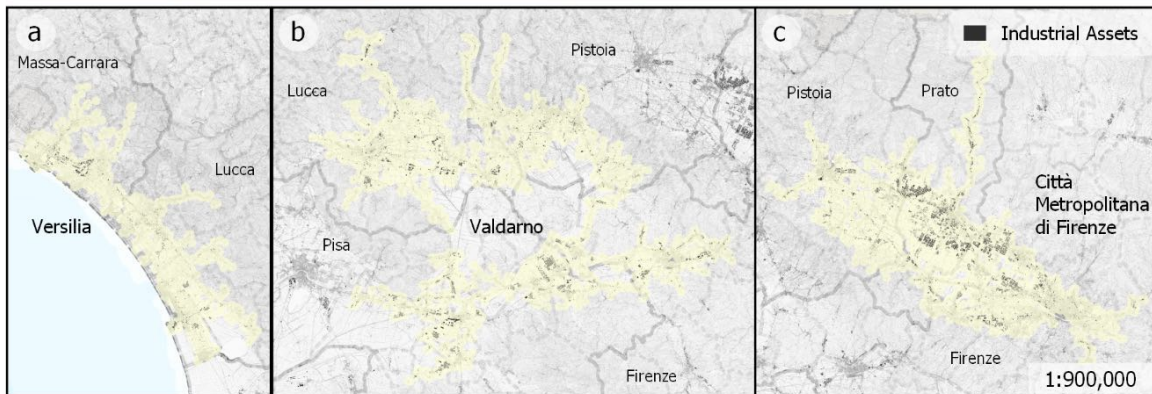 a
Massa-Carrara
Lucca
Versilia
b
Pistoia
Lucca
Valdarno
Pisa
Firenze
c
Industrial Assets
Pistoia
Prato
Città
Metropolitana
di Firenze
Firenze
1:900,000